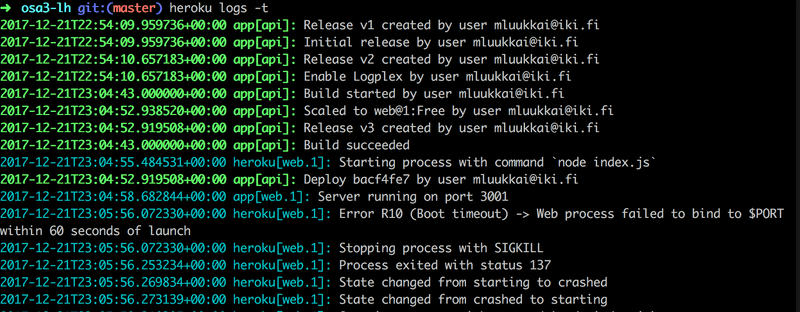 ➜ osa3-lh git:(master) heroku logs -t
2017-12-21T22:54:09.959736+00:00 app[api]: Release v1 created by user mluukkai@iki.fi
2017-12-21T22:54:09.959736+00:00 app[api]: Initial release by user mluukkai@iki.fi
2017-12-21T22:54:10.657183+00:00 app[api]: Release v2 created by user mluukkai@iki.fi
2017-12-21T22:54:10.657183+00:00 app[api]: Enable Logplex by user mluukkai@iki.fi
2017-12-21T23:04:43.000000+00:00 app[api]: Build started by user mluukkai@iki.fi
2017-12-21T23:04:52.938520+00:00 app[api]: Scaled to web@1:Free by user mluukkai@iki.fi
2017-12-21T23:04:52.919508+00:00 app[api]: Release v3 created by user mluukkai@iki.fi
2017-12-21T23:04:43.000000+00:00 app[api]: Build succeeded
2017-12-21T23:04:55.484531+00:00 heroku[web.1]: Starting process with command `node index.js`
2017-12-21T23:04:52.919508+00:00 app[api]: Deploy bacf4fe7 by user mluukkai@iki.fi
2017-12-21T23:04:58.682844+00:00 app[web.1]: Server running on port 3001
2017-12-21T23:05:56.072330+00:00 heroku[web.1]: Error R10 (Boot timeout) -> Web process failed to bind to $PORT
within 60 seconds of launch
2017-12-21T23:05:56.072330+00:00 heroku[web.1]: Stopping process with SIGKILL
2017-12-21T23:05:56.253234+00:00 heroku[web.1]: Process exited with status 137
2017-12-21T23:05:56.269834+00:00 heroku[web.1]: State changed from starting to crashed
2017-12-21T23:05:56.273139+00:00 heroku[web.1]: State changed from crashed to starting